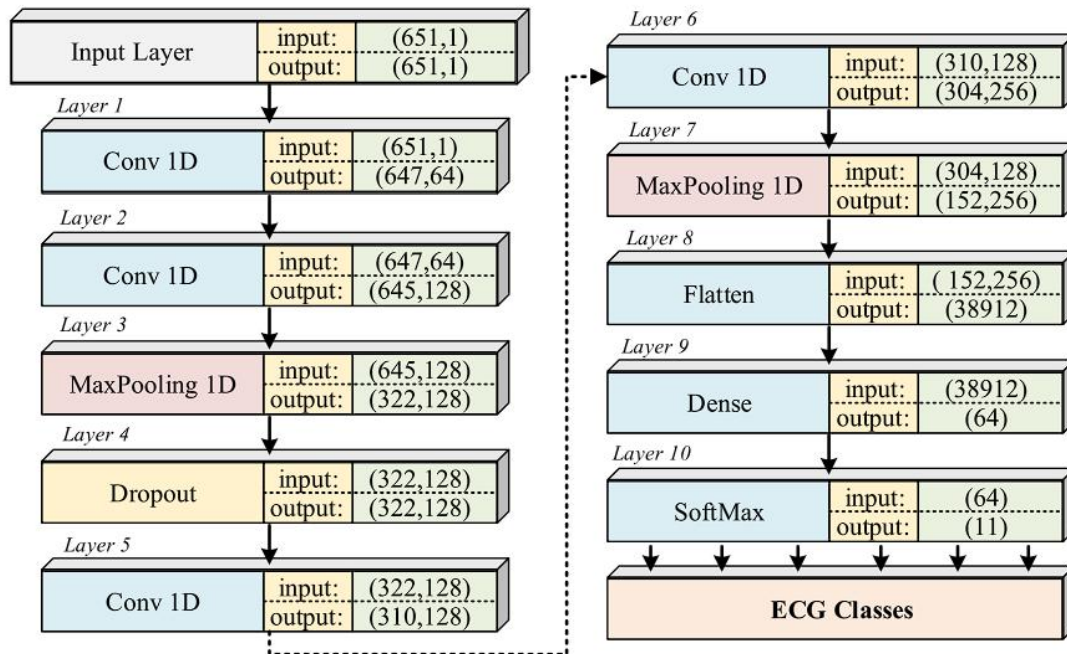 Input Layer
input: (651,1)
output: (651,1)
Layer 1
Conv 1D
input: (651,1)
output: (647,64)
Layer 2
Conv 1D
input: (647,64)
output: (645,128)
Layer 3
MaxPooling 1D
input: (645,128)
output: (322,128)
Layer 4
Dropout
input: (322,128)
output: (322,128)
Layer 5
Conv 1D
input: (322,128)
output: (310,128)
Layer 6
Conv 1D
input: (310,128)
output: (304,256)
Layer 7
MaxPooling 1D
input: (304,128)
output: (152,256)
Layer 8
Flatten
input: ( 152,256)
output: (38912)
Layer 9
Dense
input: (38912)
output: (64)
Layer 10
SoftMax
input: (64)
output: (11)
ECG Classes